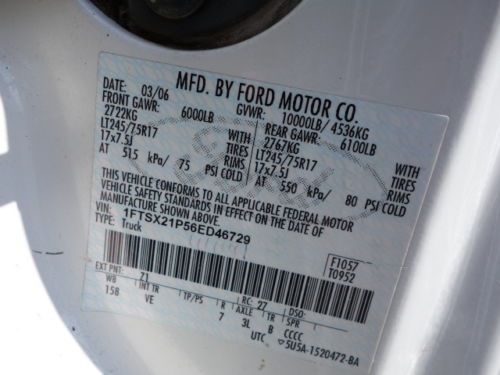 MFD. BY FORD MOTOR CO.
DATE: 03/06 GVWR: 10000LB/ 4536KG
FRONT GAWR: 6000LB REAR GAWR: 6100LB
2722KG WITH 2767KG WITH
LT245/75R17 TIRES LT245/75R17 TIRES
17x7.5J RIMS 17x7.5J RIMS
AT 515 kPa/ 75 PSI COLD AT 550 kPa/ 80 PSI COLD
THIS VEHICLE CONFORMS TO ALL APPLICABLE FEDERAL MOTOR
VEHICLE SAFETY STANDARDS IN EFFECT ON THE DATE OF
MANUFACTURE SHOWN ABOVE.
VIN: 1FTSX21P56ED46729
TYPE: Truck
F1057
T0952
EXT PNT: Z1 RC: 27 DSO:
WB INT TR TP/PS R AXLE TR SPR
158 VE 7 3L B CCCC
UTC ▽5U5A-1520472-BA